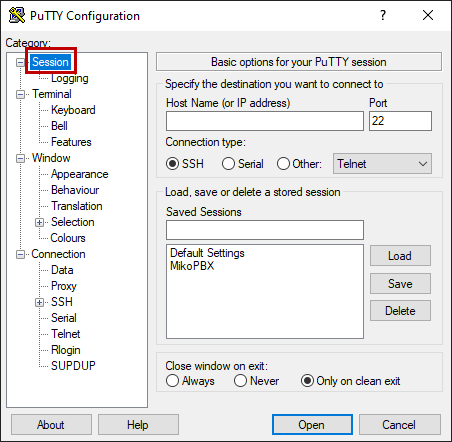 PuTTY Configuration
?
Category:
Session
Logging
Terminal
Keyboard
Bell
Features
Window
Appearance
Behaviour
Translation
Selection
Colours
Connection
Data
Proxy
SSH
Serial
Telnet
Rlogin
SUPDUP
Basic options for your PuTTY session
Specify the destination you want to connect to
Host Name (or IP address) Port
22
Connection type:
SSH Serial Other: Telnet
Load, save or delete a stored session
Saved Sessions
Default Settings
MikoPBX
Load
Save
Delete
Close window on exit:
Always Never Only on clean exit
About Help Open Cancel